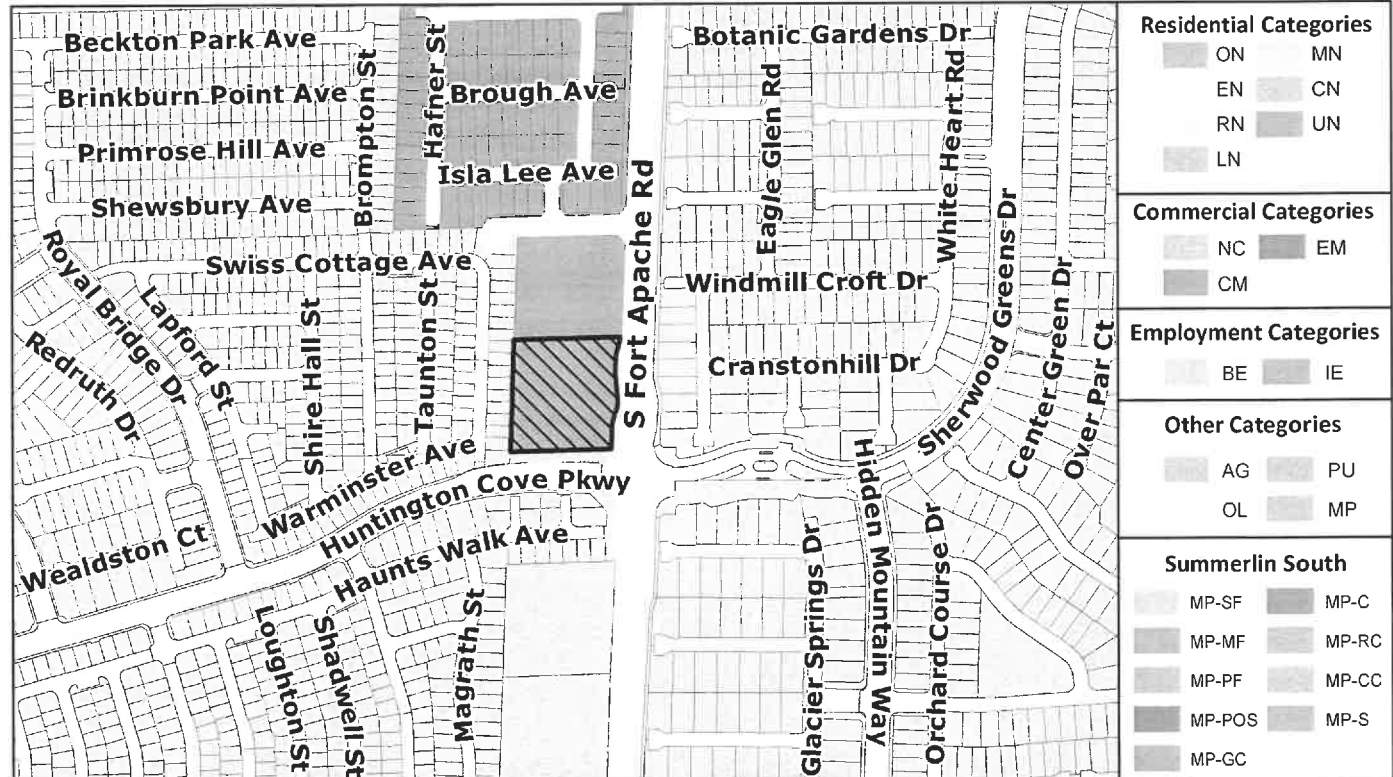 Beckton Park Ave
Brinkburn Point Ave
Primrose Hill Ave
Shewsbury Ave
Brompton St
Hafner St
Brough Ave
Isla Lee Ave
Botanic Gardens Dr
Eagle Glen Rd
White Heart Rd
S Fort Apache Rd
Royal Bridge Dr
Lapford St
Redruth Dr
Swiss Cottage Ave
Shire Hall St
Taunton St
Windmill Croft Dr
Cranstonhill Dr
Sherwood Greens Dr
Center Green Dr
Over Par Ct
Warminster Ave
Huntington Cove Pkwy
Wealdston Ct
Haunts Walk Ave
Loughton St
Shadwell St
Magrath St
Glacier Springs Dr
Hidden Mountain Way
Orchard Course Dr
Residential Categories
ON MN
EN CN
RN UN
LN
Commercial Categories
NC EM
CM
Employment Categories
BE IE
Other Categories
AG PU
OL MP
Summerlin South
MP-SF MP-C
MP-MF MP-RC
MP-PF MP-CC
MP-POS MP-S
MP-GC